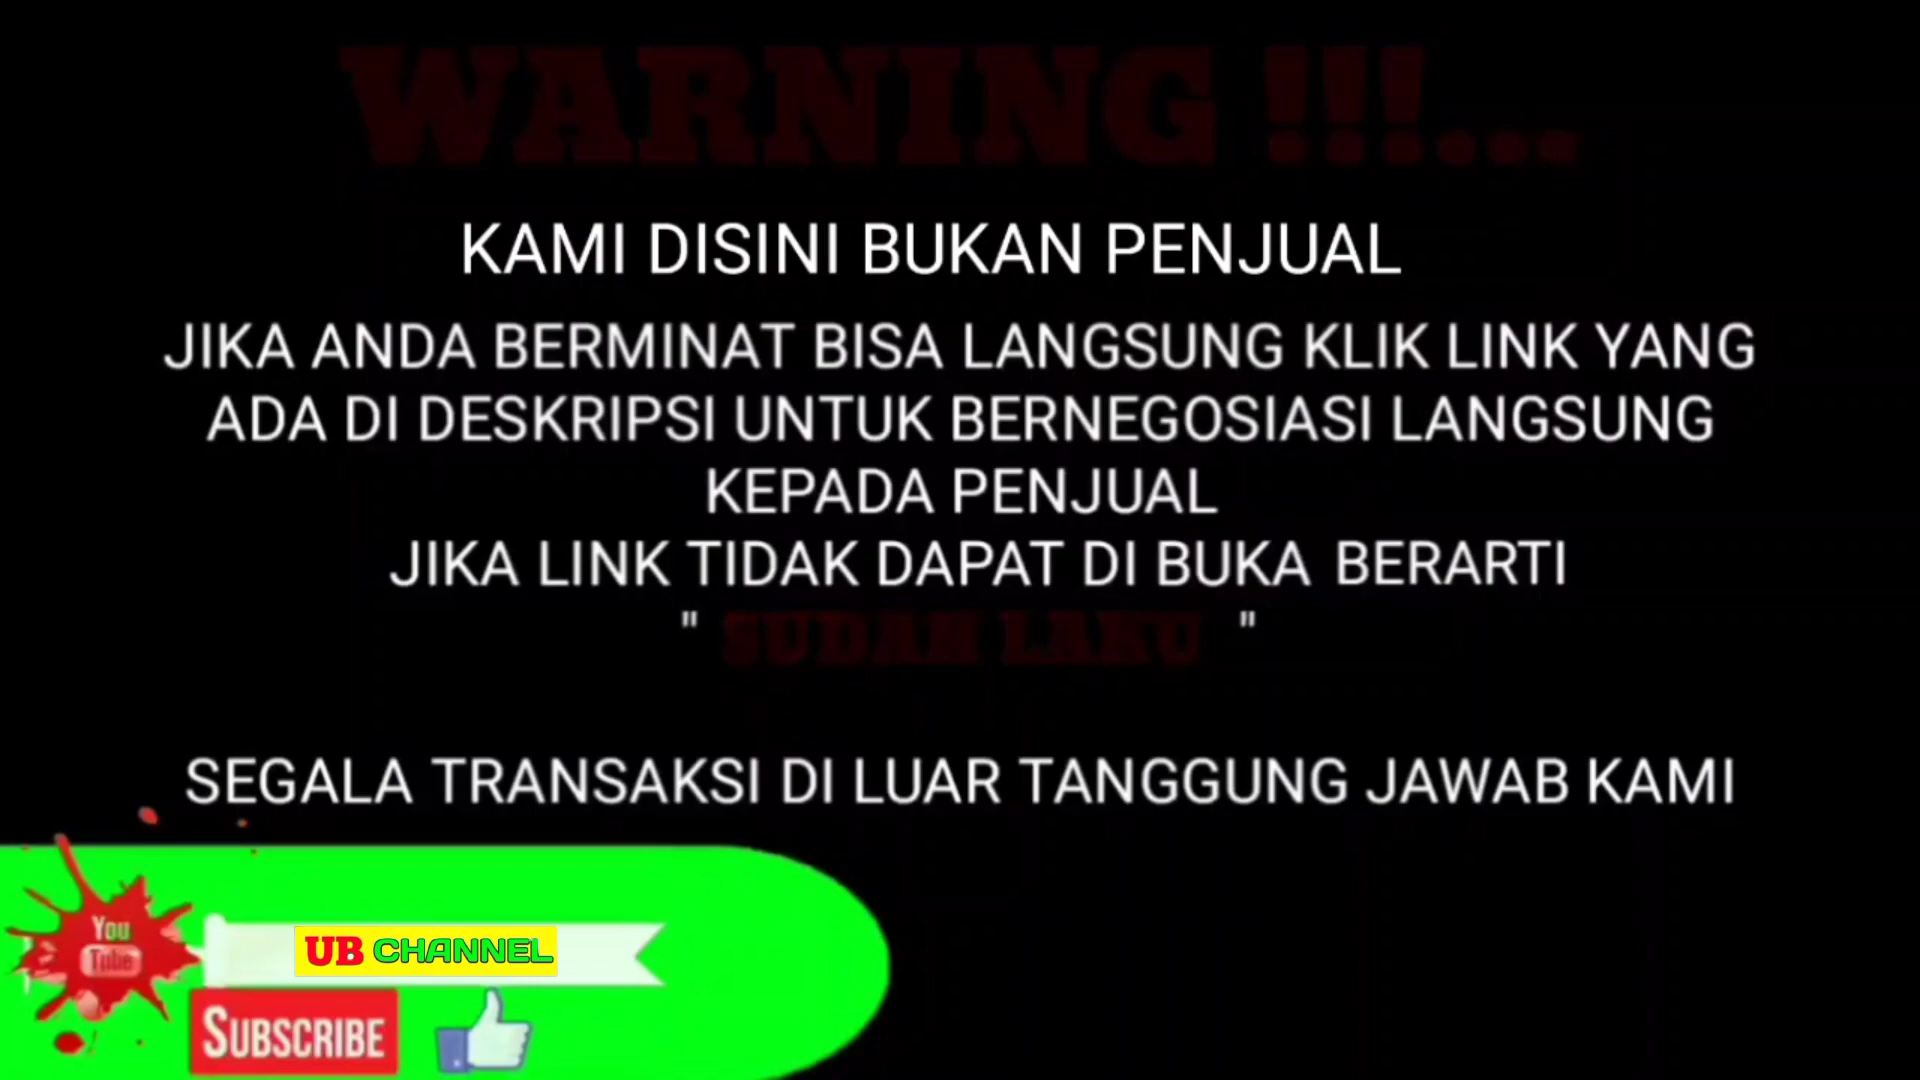 WARNING !!!...
KAMI DISINI BUKAN PENJUAL
JIKA ANDA BERMINAT BISA LANGSUNG KLIK LINK YANG
ADA DI DESKRIPSI UNTUK BERNEGOSIASI LANGSUNG
KEPADA PENJUAL
JIKA LINK TIDAK DAPAT DI BUKA BERARTI
" SUDAH LAKU "
SEGALA TRANSAKSI DI LUAR TANGGUNG JAWAB KAMI
You
Tube
UB CHANNEL
SUBSCRIBE